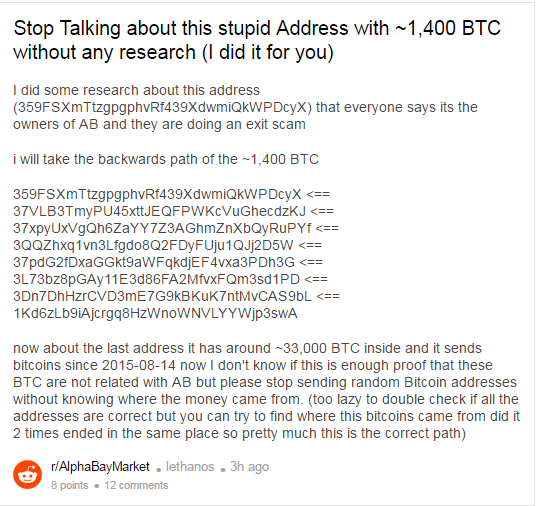 Stop Talking about this stupid Address with ~1,400 BTC
without any research (I did it for you)
I did some research about this address
(359FSXmTtzgpgphvRf439XdwmiQkWPDcyX) that everyone says its the
owners of AB and they are doing an exit scam
i will take the backwards path of the ~1,400 BTC
359FSXmTtzgpgphvRf439XdwmiQkWPDcyX <==
37VLB3TmyPU45xttJEQFPWKcVuGhecdzKJ <==
37xpyUxVgQh6ZaYY7Z3AGhmZnXbQyRuPYf <==
3QQZhxq1vn3Lfgdo8Q2FDyFUju1QJj2D5W <==
37pdG2fDxaGGkt9aWFqkdjEF4vxa3PDh3G <==
3L73bz8pGAy11E3d86FA2MfvxFQm3sd1PD <==
3Dn7DhHzrCVD3mE7G9kBKuK7ntMvCAS9bL <==
1Kd6zLb9iAjcrgq8HzWnoWNVLYYWjp3swA
now about the last address it has around ~33,000 BTC inside and it sends
bitcoins since 2015-08-14 now I don't know if this is enough proof that these
BTC are not related with AB but please stop sending random Bitcoin addresses
without knowing where the money came from. (too lazy to double check if all the
addresses are correct but you can try to find where this bitcoins came from did it
2 times ended in the same place so pretty much this is the correct path)
r/AlphaBayMarket • lethanos • 3h ago
8 points • 12 comments